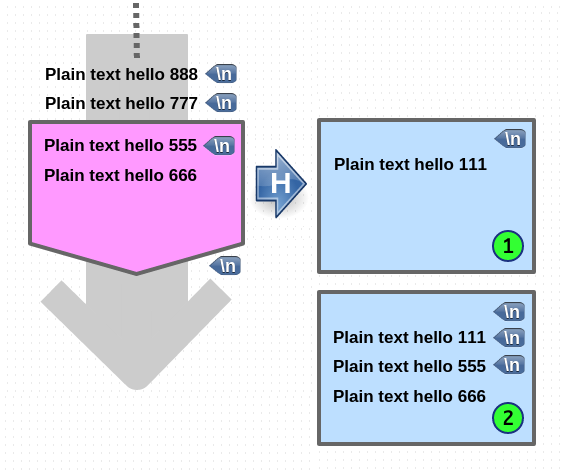 Plain text hello 888 \n
Plain text hello 777 \n
Plain text hello 555 \n
Plain text hello 666
\n
H
\n
Plain text hello 111
1
\n
Plain text hello 111 \n
Plain text hello 555 \n
Plain text hello 666
2